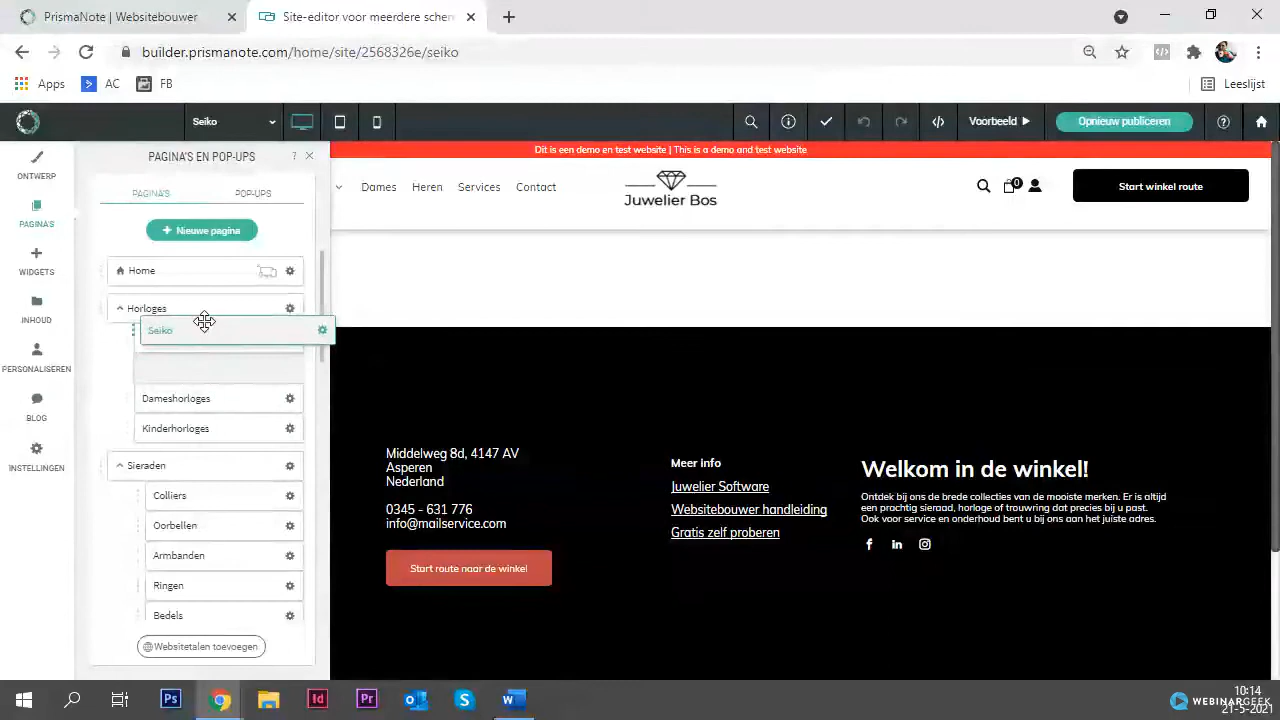 PrismaNote | Websitebouwer
Site-editor voor meerdere scher
builder.prismanote.com/home/site/2568326e/seiko
Apps
AC
FB
Leeslijst
Seiko
Voorbeeld
Opnieuw publiceren
ONTWERP
PAGINA'S
WIDGETS
INHOUD
PERSONALISEREN
BLOG
INSTELLINGEN
PAGINA'S EN POP-UPS
?
PAGINA'S
POP-UPS
+ Nieuwe pagina
Home
Horloges
Seiko
Dameshorloges
Kinderhorloges
Sieraden
Colliers
Oorbellen
Armbanden
Ringen
Bedels
Websitetalen toevoegen
Dit is een demo en test website | This is a demo and test website
Dames
Heren
Services
Contact
Juwelier Bos
0
Start winkel route
Middelweg 8d, 4147 AV
Asperen
Nederland
0345 - 631 776
info@mailservice.com
Start route naar de winkel
Meer info
Juwelier Software
Websitebouwer handleiding
Gratis zelf proberen
Welkom in de winkel!
Ontdek bij ons de brede collecties van de mooiste merken. Er is altijd
een prachtig sieraad, horloge of trouwring dat precies bij u past.
Ook voor service en onderhoud bent u bij ons aan het juiste adres.
Ps
Id
Pr
W
10:14
21-5-2021
WEBINARGEEK